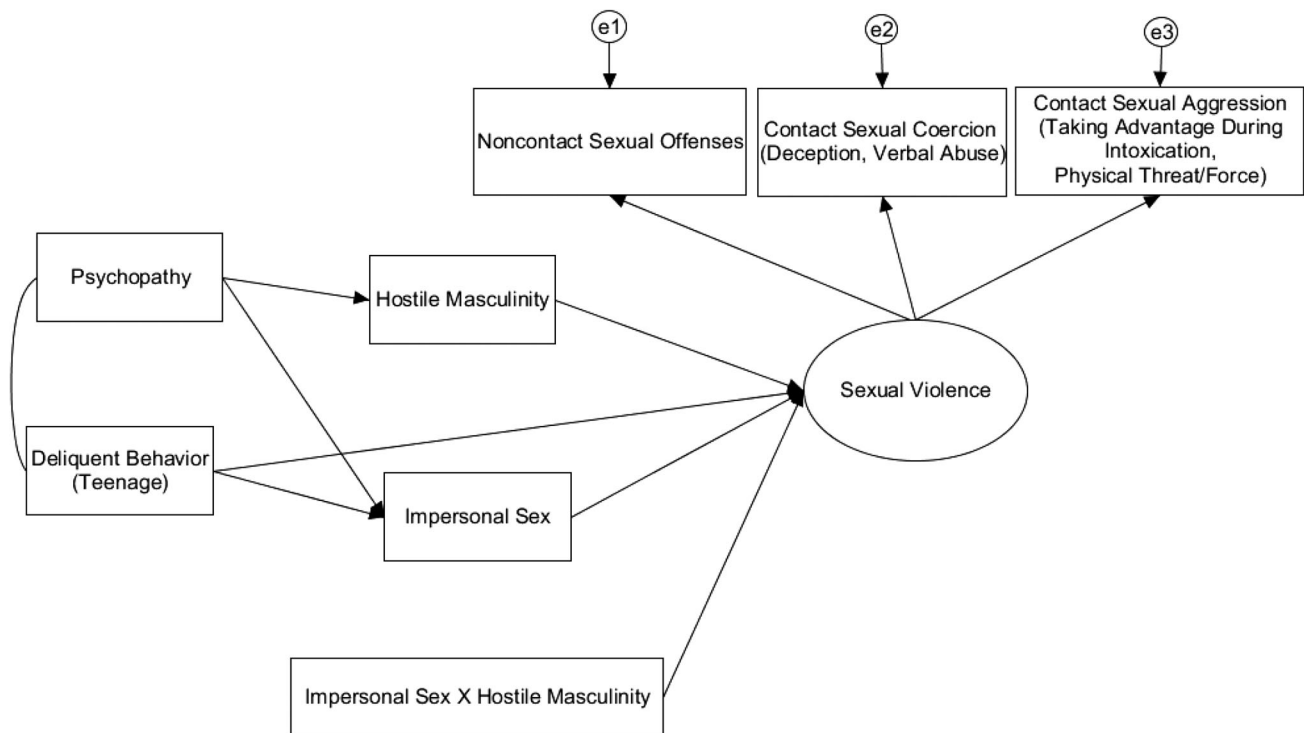 e1
e2
e3
Noncontact Sexual Offenses
Contact Sexual Coercion
(Deception, Verbal Abuse)
Contact Sexual Aggression
(Taking Advantage During
Intoxication,
Physical Threat/Force)
Psychopathy
Hostile Masculinity
Sexual Violence
Deliquent Behavior
(Teenage)
Impersonal Sex
Impersonal Sex X Hostile Masculinity